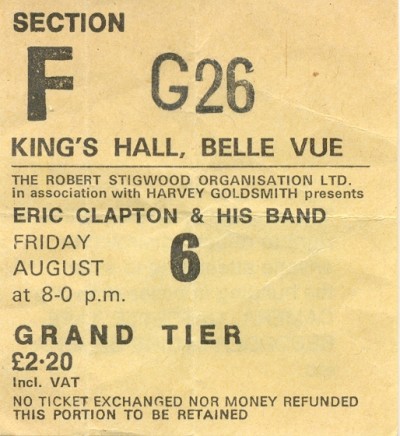 SECTION
F G26
KING'S HALL, BELLE VUE
THE ROBERT STIGWOOD ORGANISATION LTD.
in association with HARVEY GOLDSMITH presents
ERIC CLAPTON & HIS BAND
FRIDAY
AUGUST 6
at 8-0 p.m.
GRAND TIER
£2·20
Incl. VAT
NO TICKET EXCHANGED NOR MONEY REFUNDED
THIS PORTION TO BE RETAINED